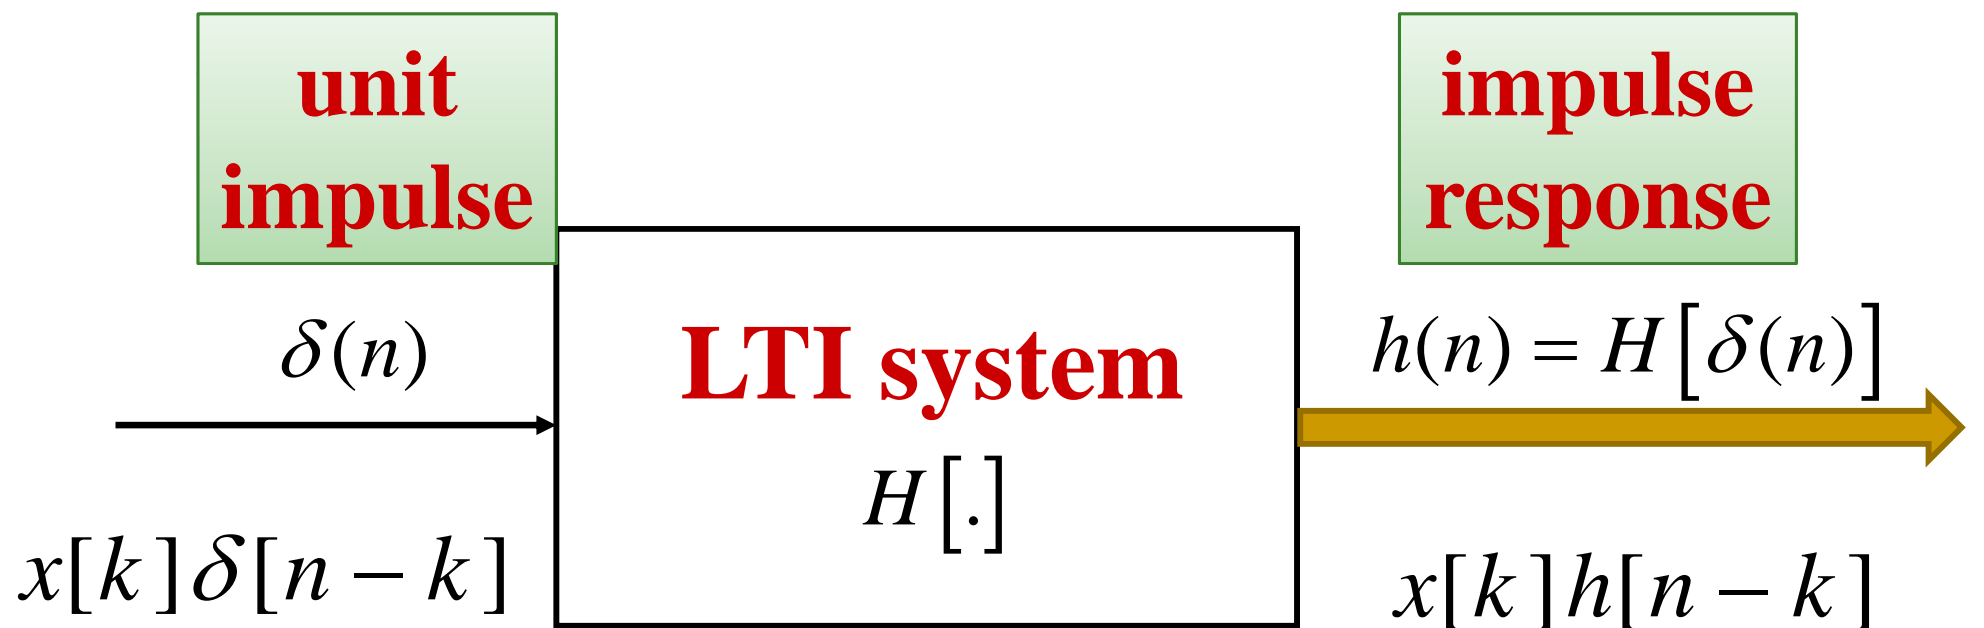 unit
impulse
impulse
response
δ(n)
LTI system
h(n) = H[δ(n)]
H[.]
x[k]δ[n − k]
x[k]h[n − k]